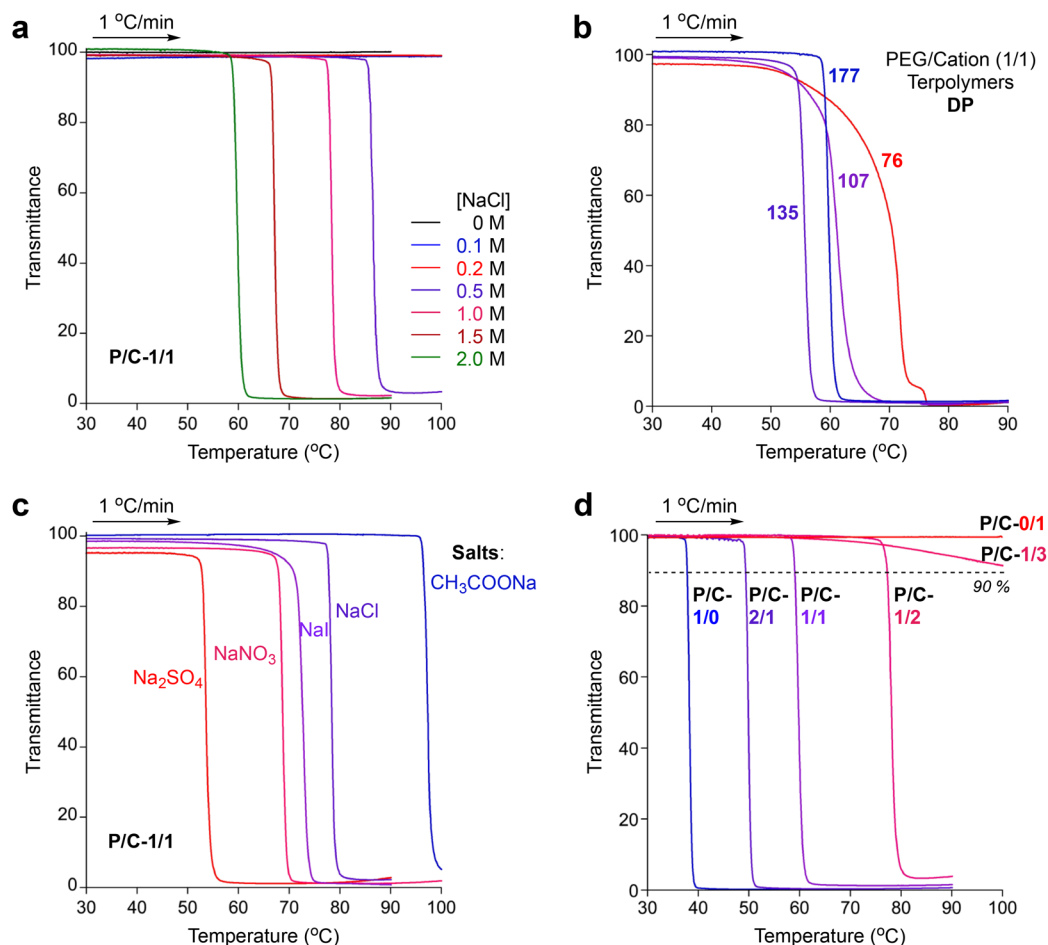 a
1 °C/min
100
80
60
40
20
0
Transmittance
30 40 50 60 70 80 90 100
Temperature (°C)
P/C-1/1
[NaCl]
0 M
0.1 M
0.2 M
0.5 M
1.0 M
1.5 M
2.0 M
b
1 °C/min
PEG/Cation (1/1)
Terpolymers
DP
177
76
107
135
100
80
60
40
20
0
Transmittance
30 40 50 60 70 80 90
Temperature (°C)
c
1 °C/min
Salts:
CH₃COONa
NaCl
NaI
NaNO₃
Na₂SO₄
P/C-1/1
100
80
60
40
20
0
Transmittance
30 40 50 60 70 80 90 100
Temperature (°C)
d
1 °C/min
P/C-0/1
P/C-1/3
90 %
P/C-
1/0
P/C-
2/1
P/C-
1/1
P/C-
1/2
100
80
60
40
20
0
Transmittance
30 40 50 60 70 80 90 100
Temperature (°C)